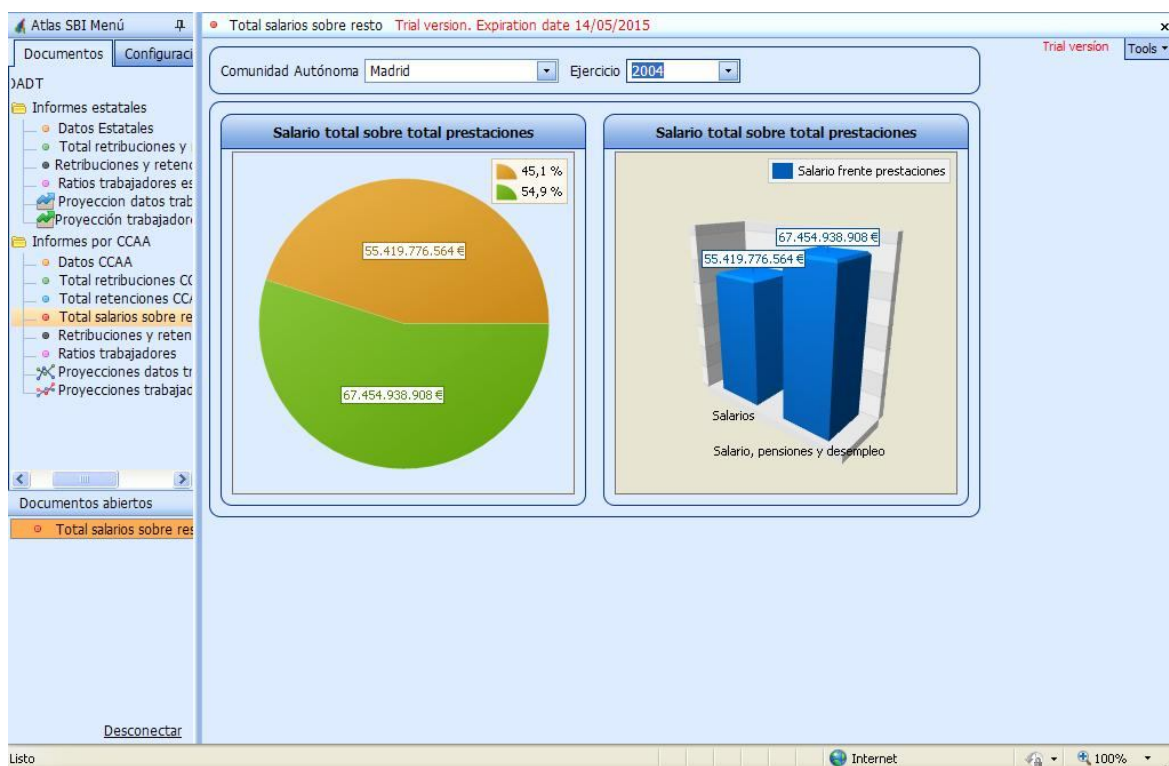 Atlas SBI Menú
Total salarios sobre resto Trial version. Expiration date 14/05/2015
Trial versión
Tools
Documentos
Configuraci
Comunidad Autónoma Madrid
Ejercicio 2004
)ADT
Informes estatales
Datos Estatales
Total retribuciones y
Retribuciones y retenc
Ratios trabajadores es
Proyeccion datos trab
Proyección trabajadore
Informes por CCAA
Datos CCAA
Total retribuciones CC
Total retenciones CCA
Total salarios sobre re
Retribuciones y reten
Ratios trabajadores
Proyecciones datos tr
Proyecciones trabajad
Documentos abiertos
Total salarios sobre res
Desconectar
Salario total sobre total prestaciones
45,1 %
54,9 %
55.419.776.564 €
67.454.938.908 €
Salario total sobre total prestaciones
Salario frente prestaciones
67.454.938.908 €
55.419.776.564 €
Salarios
Salario, pensiones y desempleo
Listo
Internet
100%